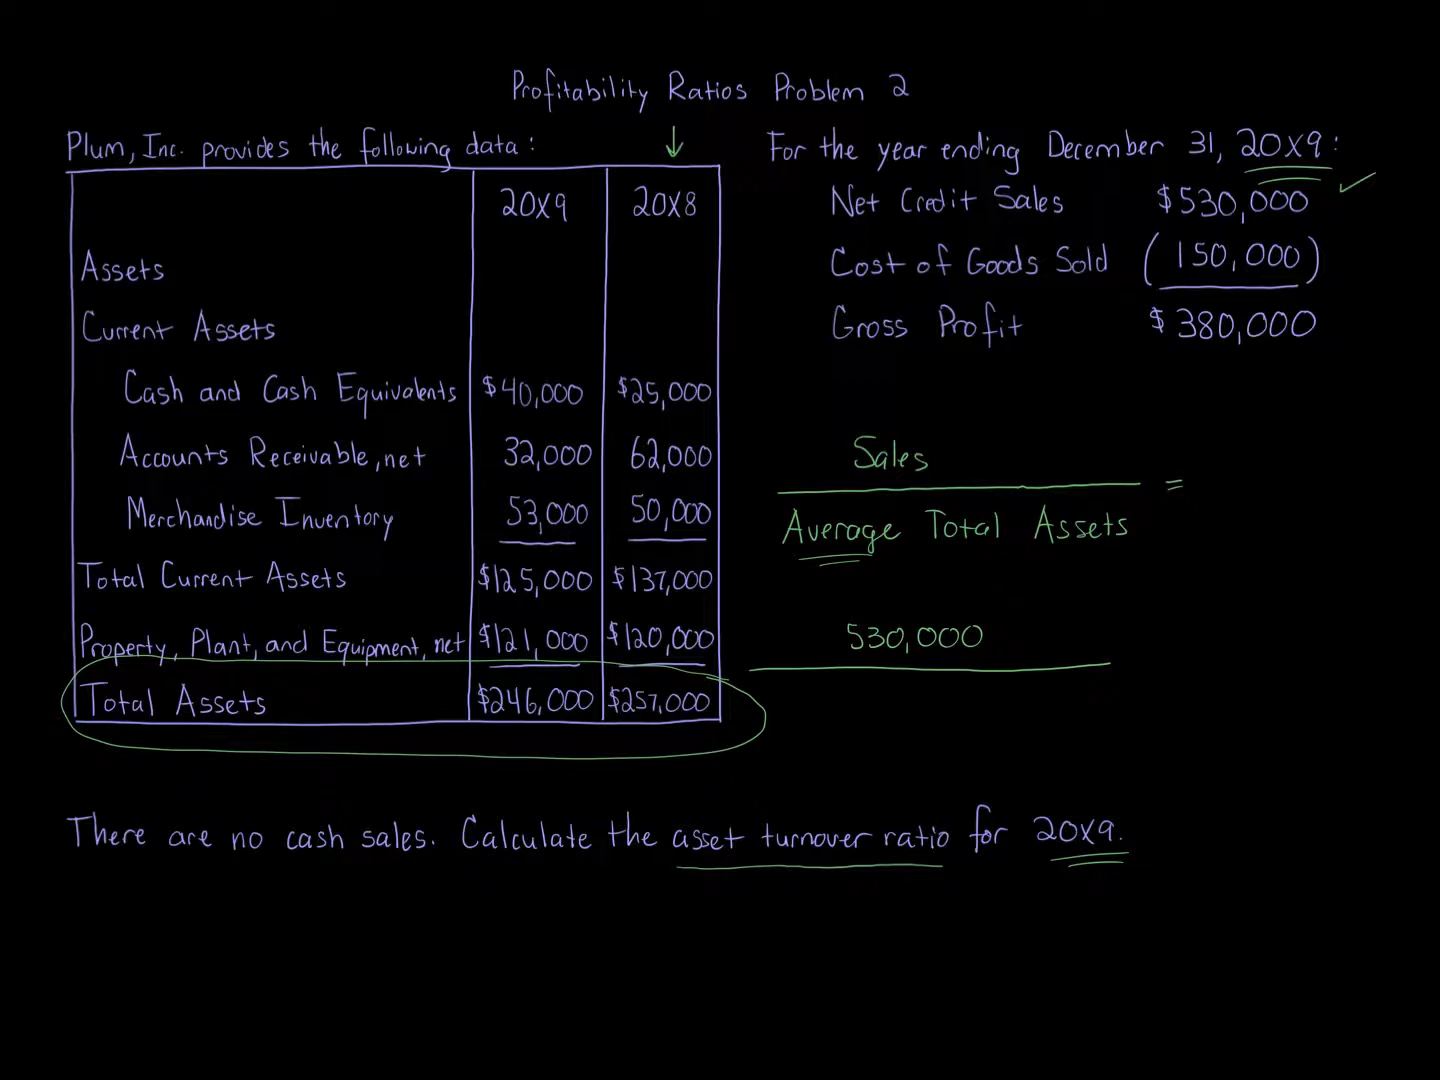 Profitability Ratios Problem 2
Plum, Inc. provides the following data:
20X9 20X8
Assets
Current Assets
Cash and Cash Equivalents $40,000 $25,000
Accounts Receivable, net 32,000 62,000
Merchandise Inventory 53,000 50,000
Total Current Assets $125,000 $137,000
Property, Plant, and Equipment, net $121,000 $120,000
Total Assets $246,000 $257,000
For the year ending December 31, 20X9:
Net Credit Sales $530,000
Cost of Goods Sold (150,000)
Gross Profit $380,000
Sales
=
Average Total Assets
530,000
There are no cash sales. Calculate the asset turnover ratio for 20X9.